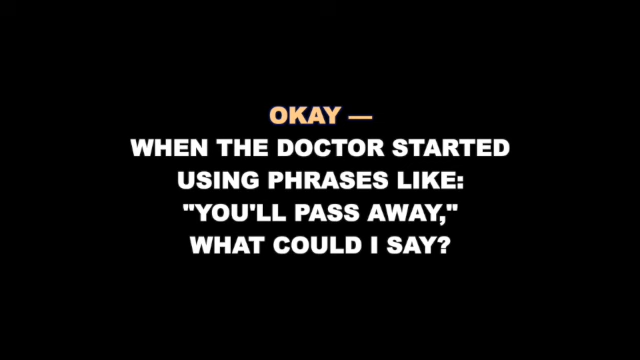 OKAY —
WHEN THE DOCTOR STARTED
USING PHRASES LIKE:
"YOU'LL PASS AWAY,"
WHAT COULD I SAY?